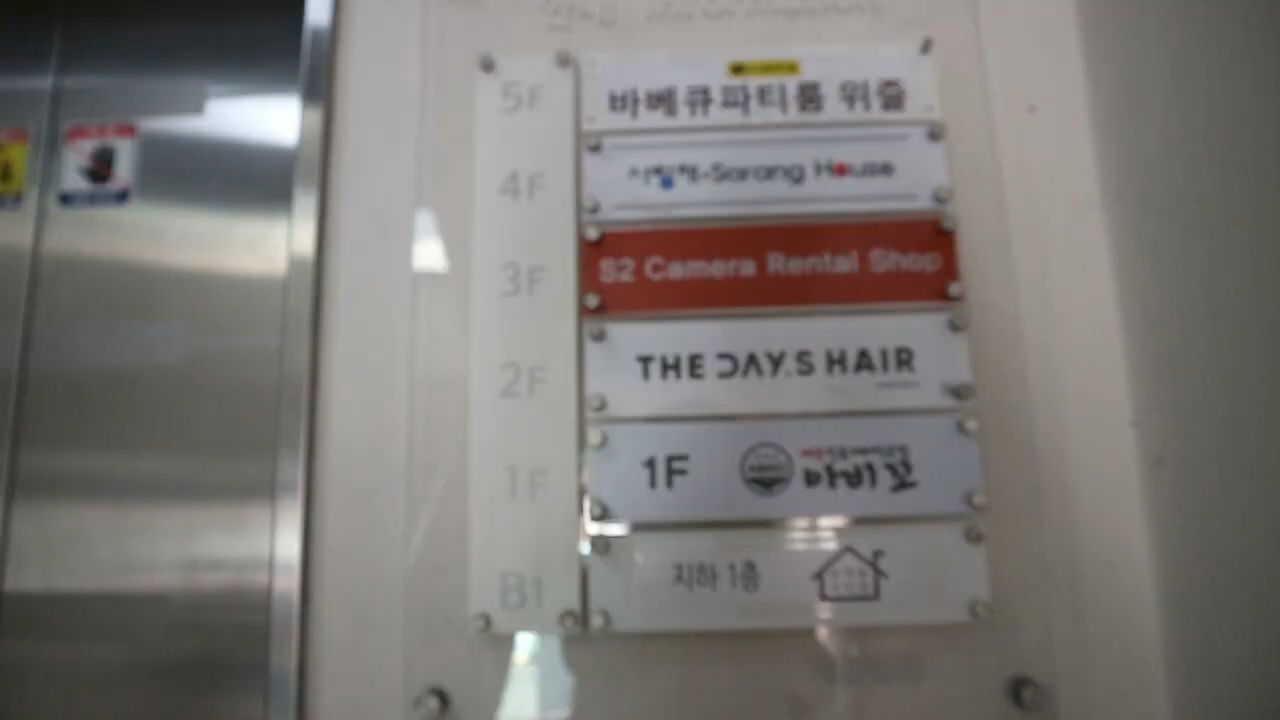 5F 바베큐파티룸 위즐
4F 사랑채·Sarang House
3F S2 Camera Rental Shop
2F THE DAY.S HAIR
1F 1F 마비꼬
B1 지하 1층